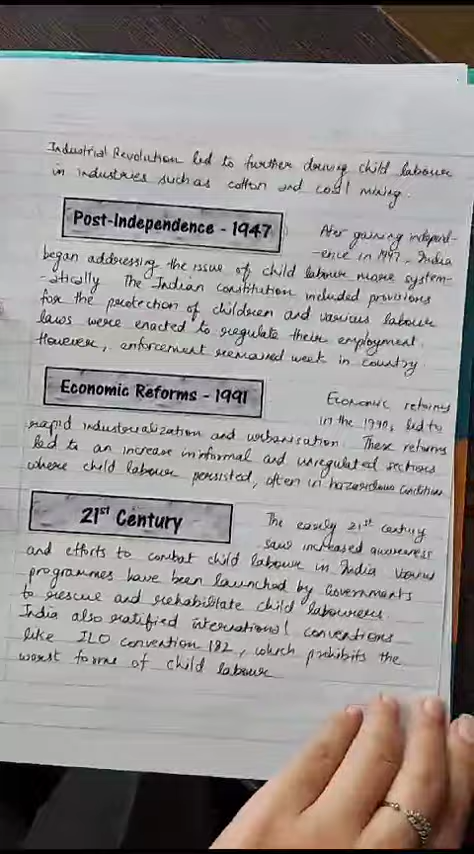 Industrial Revolution led to further driving child labour
in industries such as cotton and coal mining.
Post-Independence - 1947
Ater gaining independ-
-ence in 1947, India
began addressing the issue of child labour more system-
-atically The Indian constitution included provisions
for the protection of children and various labour
laws were enacted to regulate their employment.
However, enforcement remained week in country.
Economic Reforms - 1991
Economic reforms
in the 1990s led to
rapid industrialization and urbanisation. These reforms
led to an increase informal and unregulated sections
where child labour persisted, often in hazardous conditions
21st Century
The early 21st century
saw increased awareness
and efforts to combat child labour in India Various
programmes have been launched by Governments
to rescue and rehabilitate child labourers.
India also ratified international conventions
like ILO convention 182, which prohibits the
worst forms of child labour